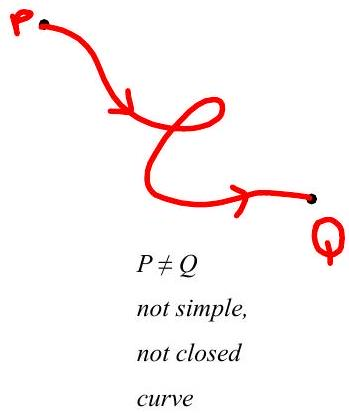 P
Q
P ≠ Q
not simple,
not closed
curve